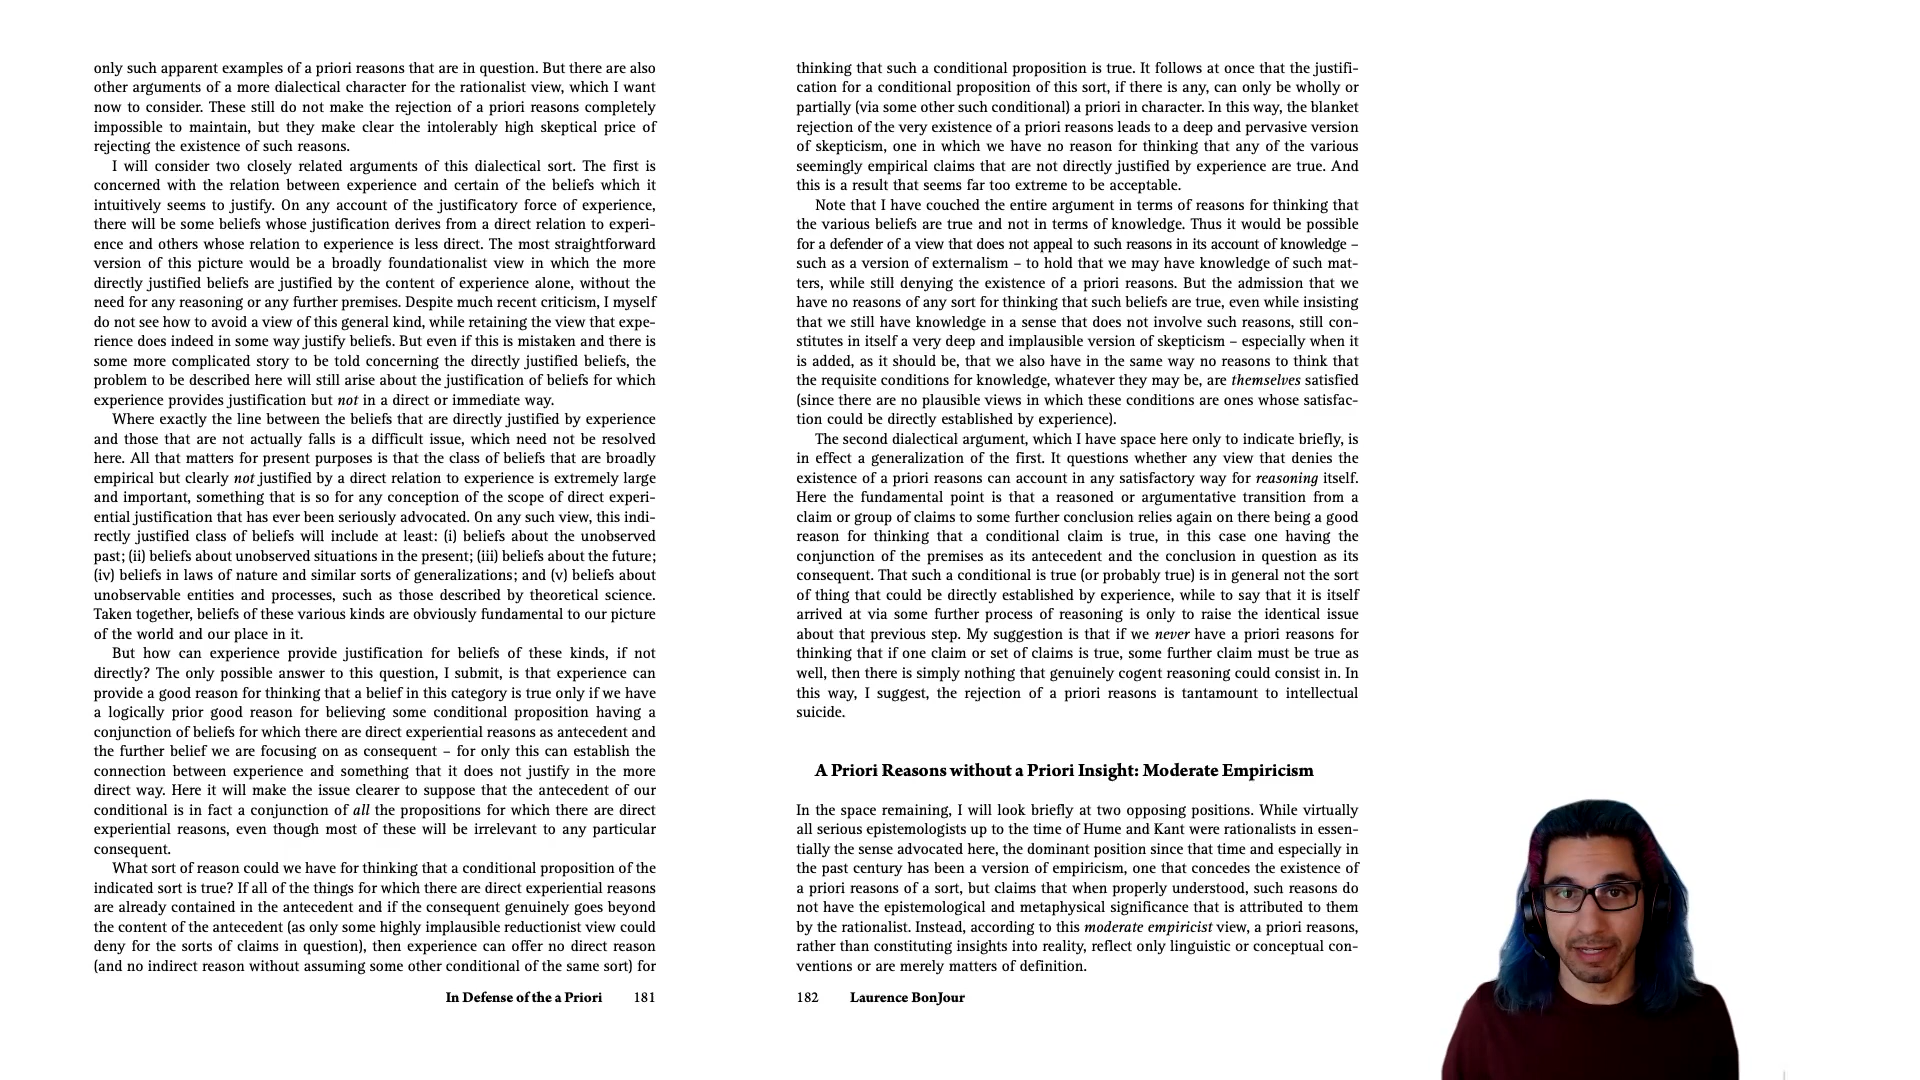 only such apparent examples of a priori reasons that are in question. But there are also
other arguments of a more dialectical character for the rationalist view, which I want
now to consider. These still do not make the rejection of a priori reasons completely
impossible to maintain, but they make clear the intolerably high skeptical price of
rejecting the existence of such reasons.
I will consider two closely related arguments of this dialectical sort. The first is
concerned with the relation between experience and certain of the beliefs which it
intuitively seems to justify. On any account of the justificatory force of experience,
there will be some beliefs whose justification derives from a direct relation to experi-
ence and others whose relation to experience is less direct. The most straightforward
version of this picture would be a broadly foundationalist view in which the more
directly justified beliefs are justified by the content of experience alone, without the
need for any reasoning or any further premises. Despite much recent criticism, I myself
do not see how to avoid a view of this general kind, while retaining the view that expe-
rience does indeed in some way justify beliefs. But even if this is mistaken and there is
some more complicated story to be told concerning the directly justified beliefs, the
problem to be described here will still arise about the justification of beliefs for which
experience provides justification but not in a direct or immediate way.
Where exactly the line between the beliefs that are directly justified by experience
and those that are not actually falls is a difficult issue, which need not be resolved
here. All that matters for present purposes is that the class of beliefs that are broadly
empirical but clearly not justified by a direct relation to experience is extremely large
and important, something that is so for any conception of the scope of direct experi-
ential justification that has ever been seriously advocated. On any such view, this indi-
rectly justified class of beliefs will include at least: (i) beliefs about the unobserved
past; (ii) beliefs about unobserved situations in the present; (iii) beliefs about the future;
(iv) beliefs in laws of nature and similar sorts of generalizations; and (v) beliefs about
unobservable entities and processes, such as those described by theoretical science.
Taken together, beliefs of these various kinds are obviously fundamental to our picture
of the world and our place in it.
But how can experience provide justification for beliefs of these kinds, if not
directly? The only possible answer to this question, I submit, is that experience can
provide a good reason for thinking that a belief in this category is true only if we have
a logically prior good reason for believing some conditional proposition having a
conjunction of beliefs for which there are direct experiential reasons as antecedent and
the further belief we are focusing on as consequent – for only this can establish the
connection between experience and something that it does not justify in the more
direct way. Here it will make the issue clearer to suppose that the antecedent of our
conditional is in fact a conjunction of all the propositions for which there are direct
experiential reasons, even though most of these will be irrelevant to any particular
consequent.
What sort of reason could we have for thinking that a conditional proposition of the
indicated sort is true? If all of the things for which there are direct experiential reasons
are already contained in the antecedent and if the consequent genuinely goes beyond
the content of the antecedent (as only some highly implausible reductionist view could
deny for the sorts of claims in question), then experience can offer no direct reason
(and no indirect reason without assuming some other conditional of the same sort) for
In Defense of the a Priori 181
thinking that such a conditional proposition is true. It follows at once that the justifi-
cation for a conditional proposition of this sort, if there is any, can only be wholly or
partially (via some other such conditional) a priori in character. In this way, the blanket
rejection of the very existence of a priori reasons leads to a deep and pervasive version
of skepticism, one in which we have no reason for thinking that any of the various
seemingly empirical claims that are not directly justified by experience are true. And
this is a result that seems far too extreme to be acceptable.
Note that I have couched the entire argument in terms of reasons for thinking that
the various beliefs are true and not in terms of knowledge. Thus it would be possible
for a defender of a view that does not appeal to such reasons in its account of knowledge –
such as a version of externalism – to hold that we may have knowledge of such mat-
ters, while still denying the existence of a priori reasons. But the admission that we
have no reasons of any sort for thinking that such beliefs are true, even while insisting
that we still have knowledge in a sense that does not involve such reasons, still con-
stitutes in itself a very deep and implausible version of skepticism – especially when it
is added, as it should be, that we also have in the same way no reasons to think that
the requisite conditions for knowledge, whatever they may be, are themselves satisfied
(since there are no plausible views in which these conditions are ones whose satisfac-
tion could be directly established by experience).
The second dialectical argument, which I have space here only to indicate briefly, is
in effect a generalization of the first. It questions whether any view that denies the
existence of a priori reasons can account in any satisfactory way for reasoning itself.
Here the fundamental point is that a reasoned or argumentative transition from a
claim or group of claims to some further conclusion relies again on there being a good
reason for thinking that a conditional claim is true, in this case one having the
conjunction of the premises as its antecedent and the conclusion in question as its
consequent. That such a conditional is true (or probably true) is in general not the sort
of thing that could be directly established by experience, while to say that it is itself
arrived at via some further process of reasoning is only to raise the identical issue
about that previous step. My suggestion is that if we never have a priori reasons for
thinking that if one claim or set of claims is true, some further claim must be true as
well, then there is simply nothing that genuinely cogent reasoning could consist in. In
this way, I suggest, the rejection of a priori reasons is tantamount to intellectual
suicide.
A Priori Reasons without a Priori Insight: Moderate Empiricism
In the space remaining, I will look briefly at two opposing positions. While virtually
all serious epistemologists up to the time of Hume and Kant were rationalists in essen-
tially the sense advocated here, the dominant position since that time and especially in
the past century has been a version of empiricism, one that concedes the existence of
a priori reasons of a sort, but claims that when properly understood, such reasons do
not have the epistemological and metaphysical significance that is attributed to them
by the rationalist. Instead, according to this moderate empiricist view, a priori reasons,
rather than constituting insights into reality, reflect only linguistic or conceptual con-
ventions or are merely matters of definition.
182 Laurence BonJour